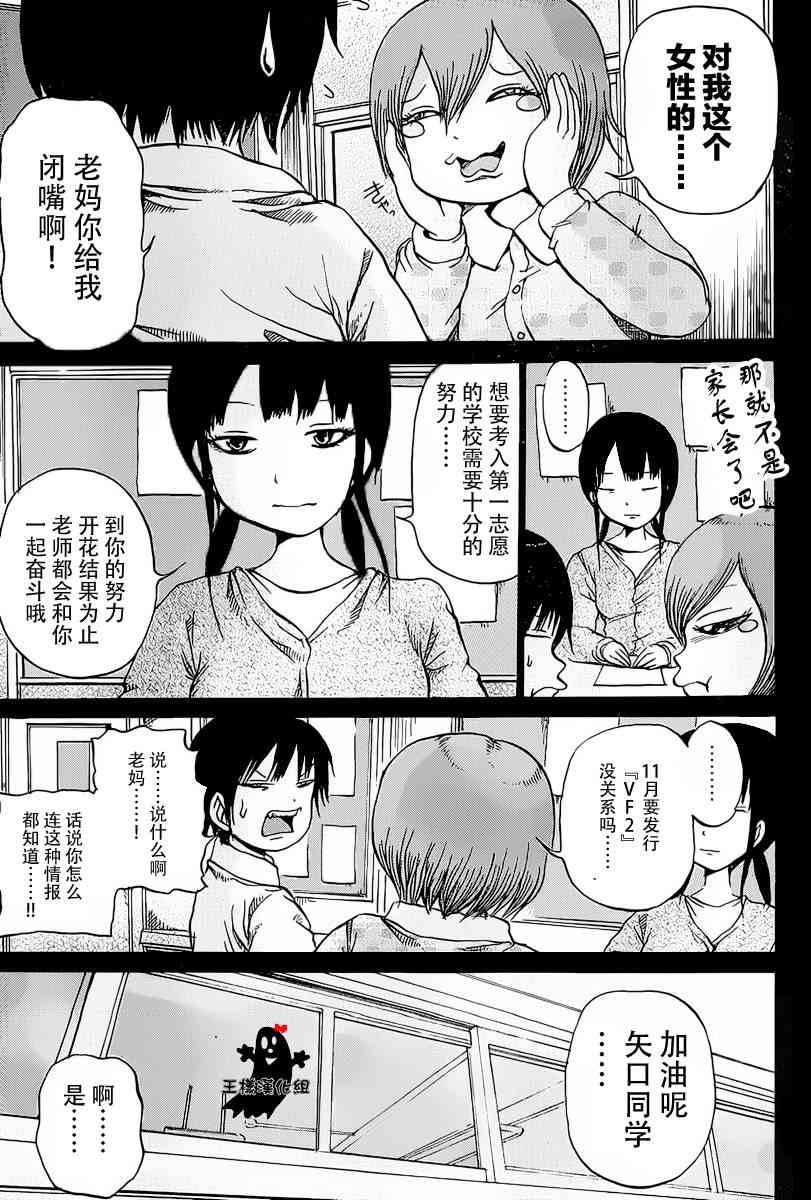 对我这个
女性的……
老妈你给我
闭嘴啊！
那就不是
家长会了吧
………
想要考入第一志愿
的学校需要十分的
努力……
到你的努力
开花结果为止
老师都会和你
一起奋斗哦
………
11月要发行
『VF2』
没关系吗……
说……说什么啊
老妈……！
话说你怎么
连这种情报
都知道……!!
加油呢
矢口同学
……
啊……
是……
王様漢化组